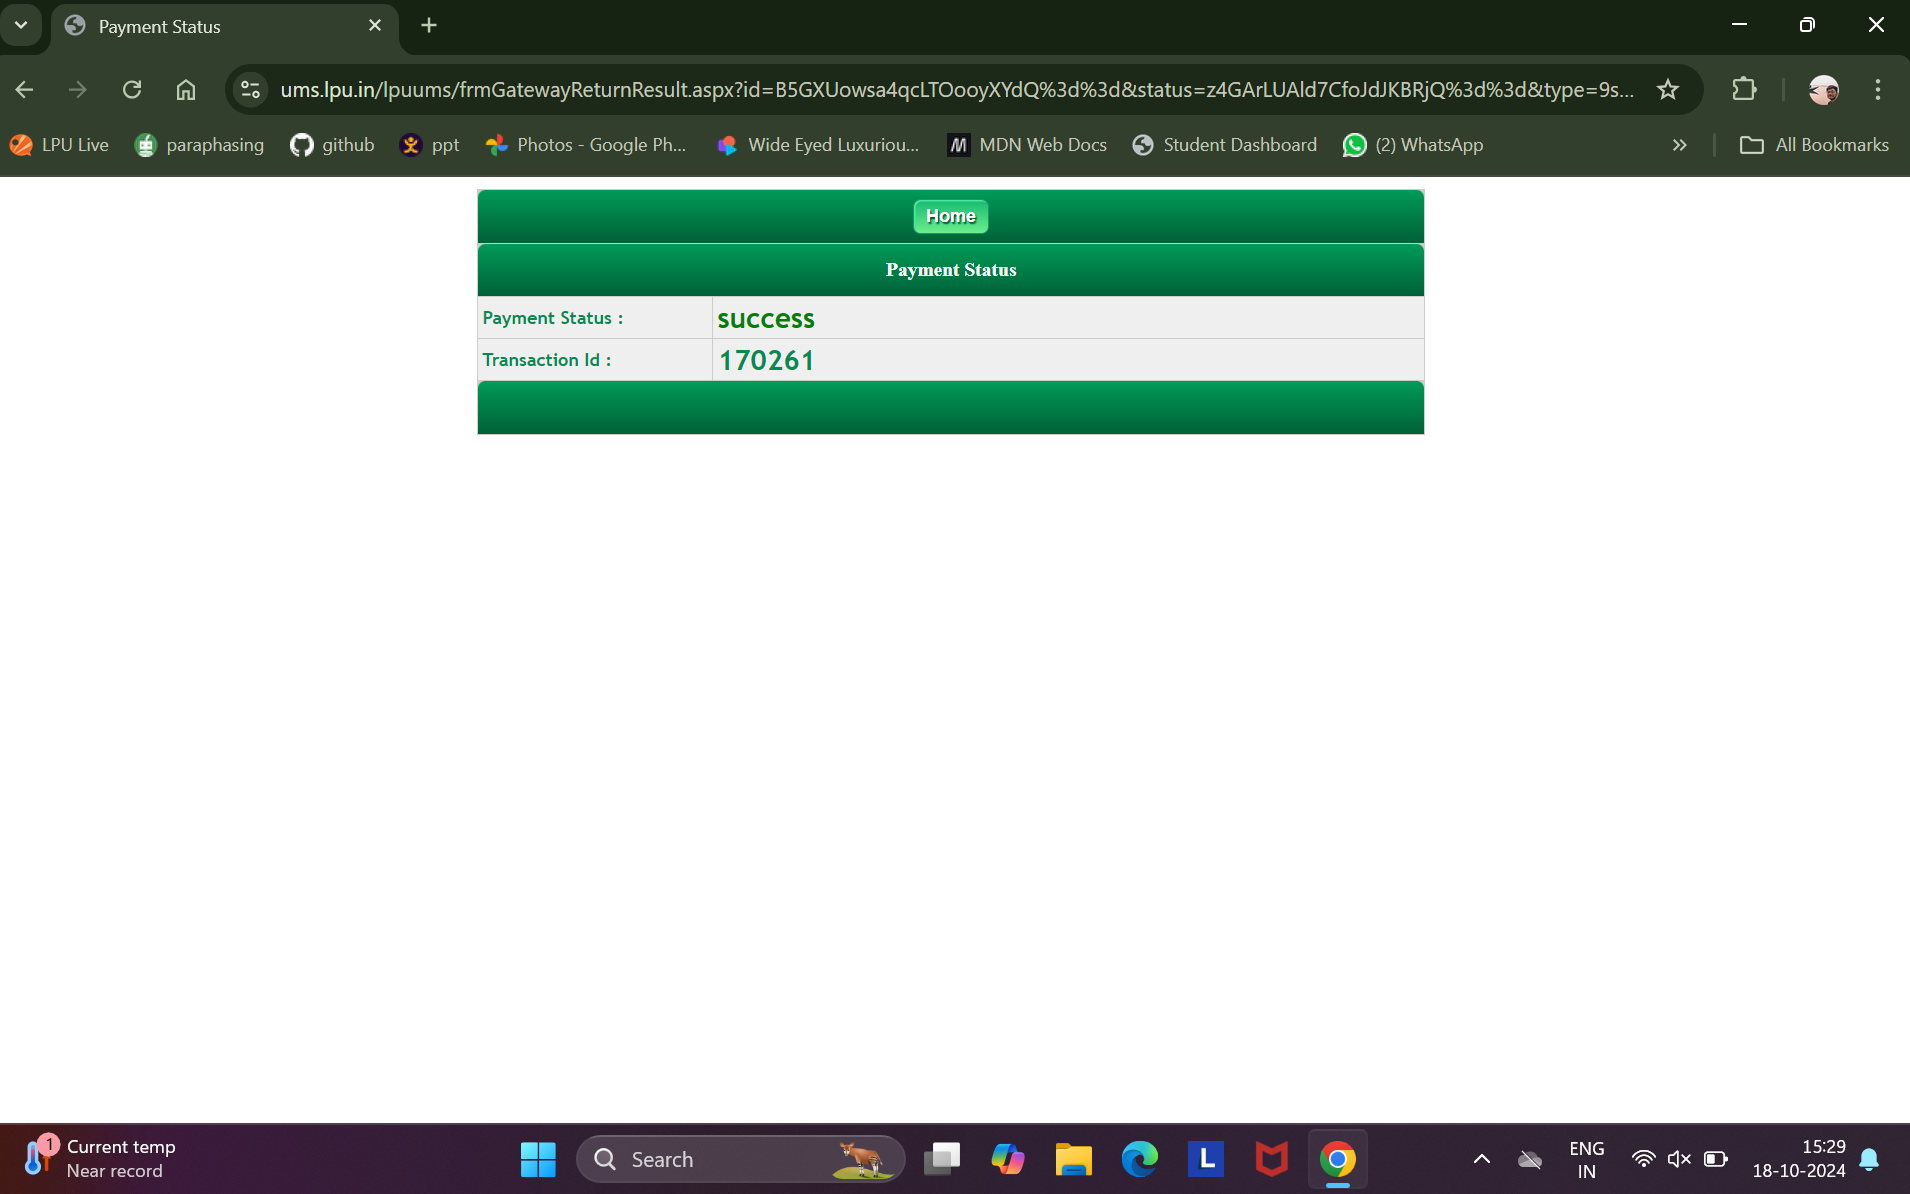 Payment Status
ums.lpu.in/lpuums/frmGatewayReturnResult.aspx?id=B5GXUowsa4qcLTOooyXYdQ%3d%3d&status=z4GArLUAld7CfoJdJKBRjQ%3d%3d&type=9s...
LPU Live paraphasing github ppt Photos - Google Ph... Wide Eyed Luxuriou... M MDN Web Docs Student Dashboard (2) WhatsApp » All Bookmarks
Home
Payment Status
Payment Status : success
Transaction Id : 170261
1 Current temp
Near record
Search
L
ENG
IN
15:29
18-10-2024